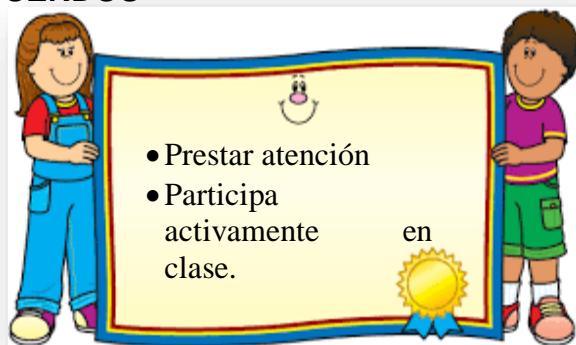 • Prestar atención
• Participa
activamente en
clase.